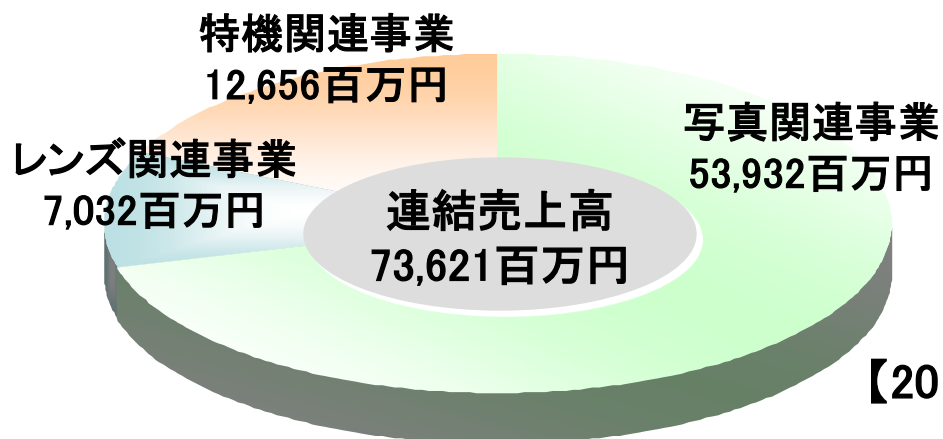 特機関連事業
12,656百万円
写真関連事業
53,932百万円
レンズ関連事業
7,032百万円
連結売上高
73,621百万円
【20